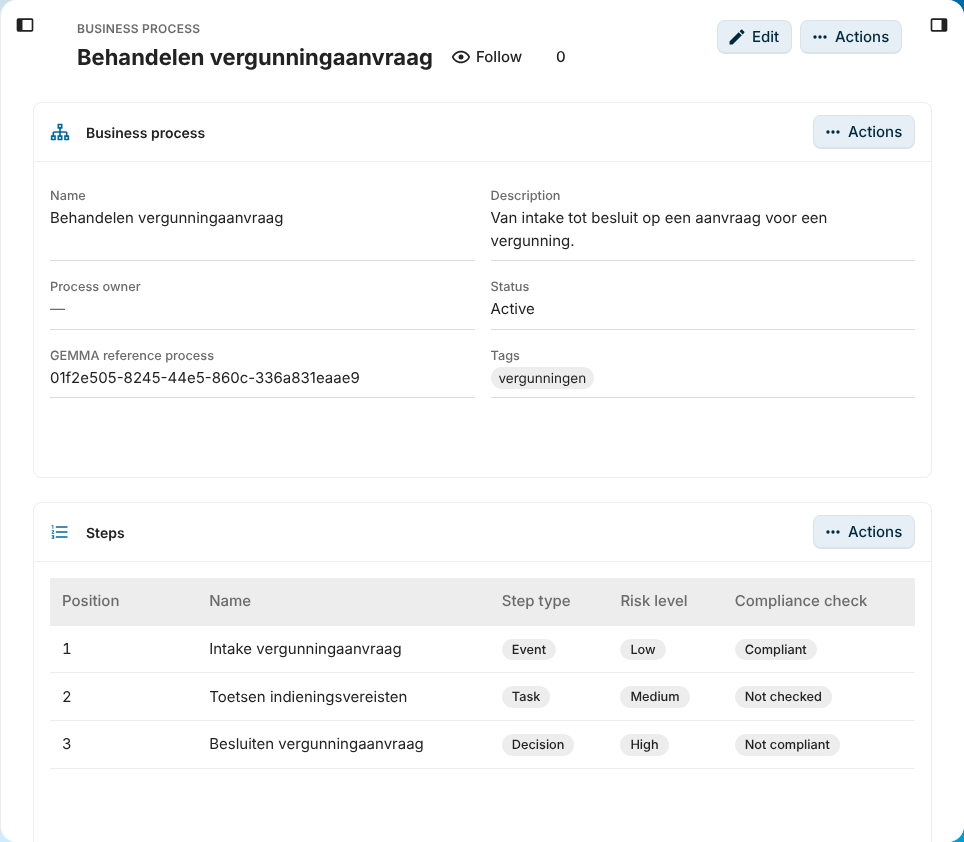 BUSINESS PROCESS
Behandelen vergunningaanvraag
Follow
0
Edit
Actions
Business process
Actions
Name
Behandelen vergunningaanvraag
Description
Van intake tot besluit op een aanvraag voor een
vergunning.
Process owner
—
Status
Active
GEMMA reference process
01f2e505-8245-44e5-860c-336a831eaae9
Tags
vergunningen
Steps
Actions
Position Name Step type Risk level Compliance check
1 Intake vergunningaanvraag Event Low Compliant
2 Toetsen indieningsvereisten Task Medium Not checked
3 Besluiten vergunningaanvraag Decision High Not compliant